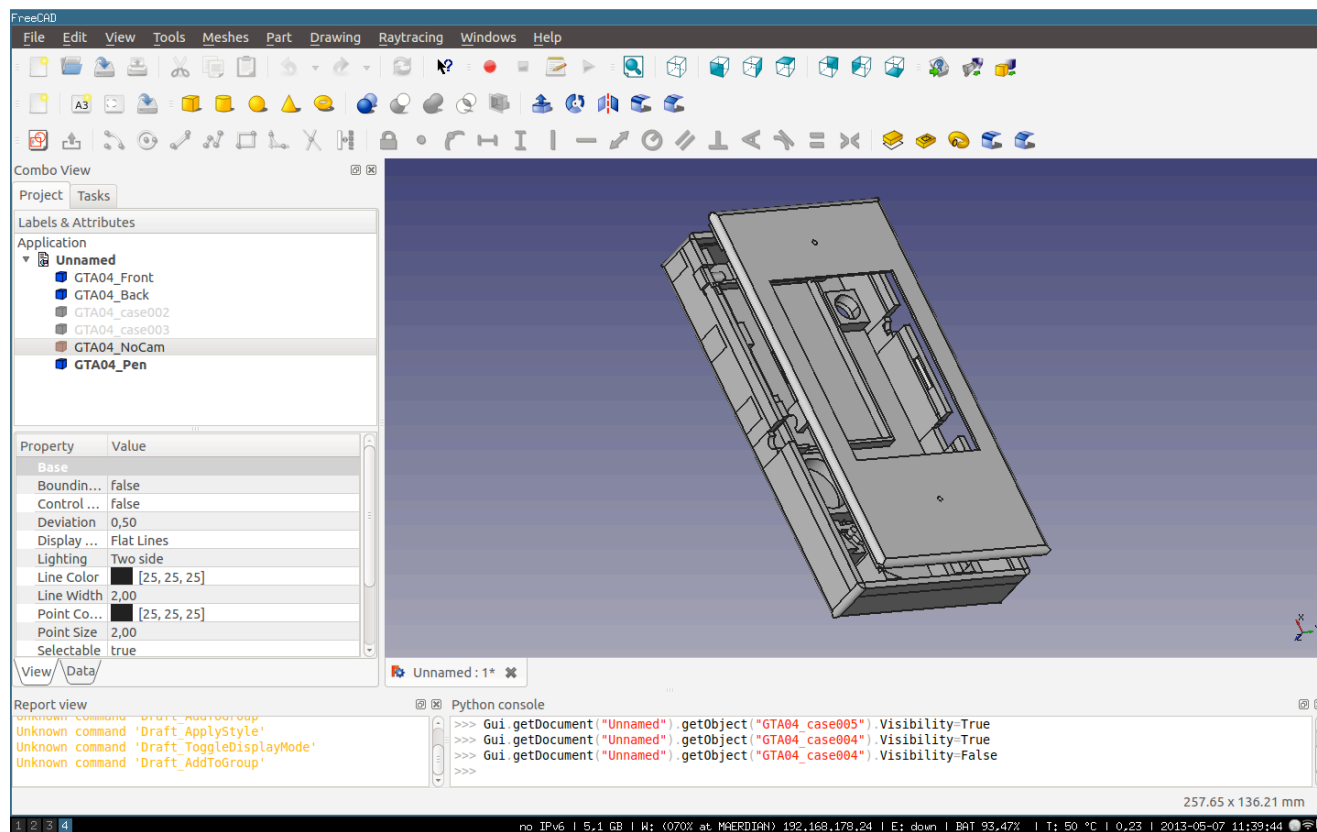 FreeCAD
File Edit View Tools Meshes Part Drawing Raytracing Windows Help
A3
Combo View
Project Tasks
Labels & Attributes
Application
Unnamed
GTA04_Front
GTA04_Back
GTA04_case002
GTA04_case003
GTA04_NoCam
GTA04_Pen
Property Value
Base
Boundin... false
Control ... false
Deviation 0,50
Display ... Flat Lines
Lighting Two side
Line Color [25, 25, 25]
Line Width 2,00
Point Co... [25, 25, 25]
Point Size 2,00
Selectable true
View Data
Unnamed : 1*
X
Z
Report view
Unknown command 'Draft_AddToGroup'
Unknown command 'Draft_ApplyStyle'
Unknown command 'Draft_ToggleDisplayMode'
Unknown command 'Draft_AddToGroup'
Python console
>>> Gui.getDocument("Unnamed").getObject("GTA04_case005").Visibility=True
>>> Gui.getDocument("Unnamed").getObject("GTA04_case004").Visibility=True
>>> Gui.getDocument("Unnamed").getObject("GTA04_case004").Visibility=False
>>>
257.65 x 136.21 mm
1 2 3 4
no IPv6 | 5,1 GB | W: (070% at MAERDIAN) 192.168.178.24 | E: down | BAT 93,47% | T: 50 °C | 0,23 | 2013-05-07 11:39:44